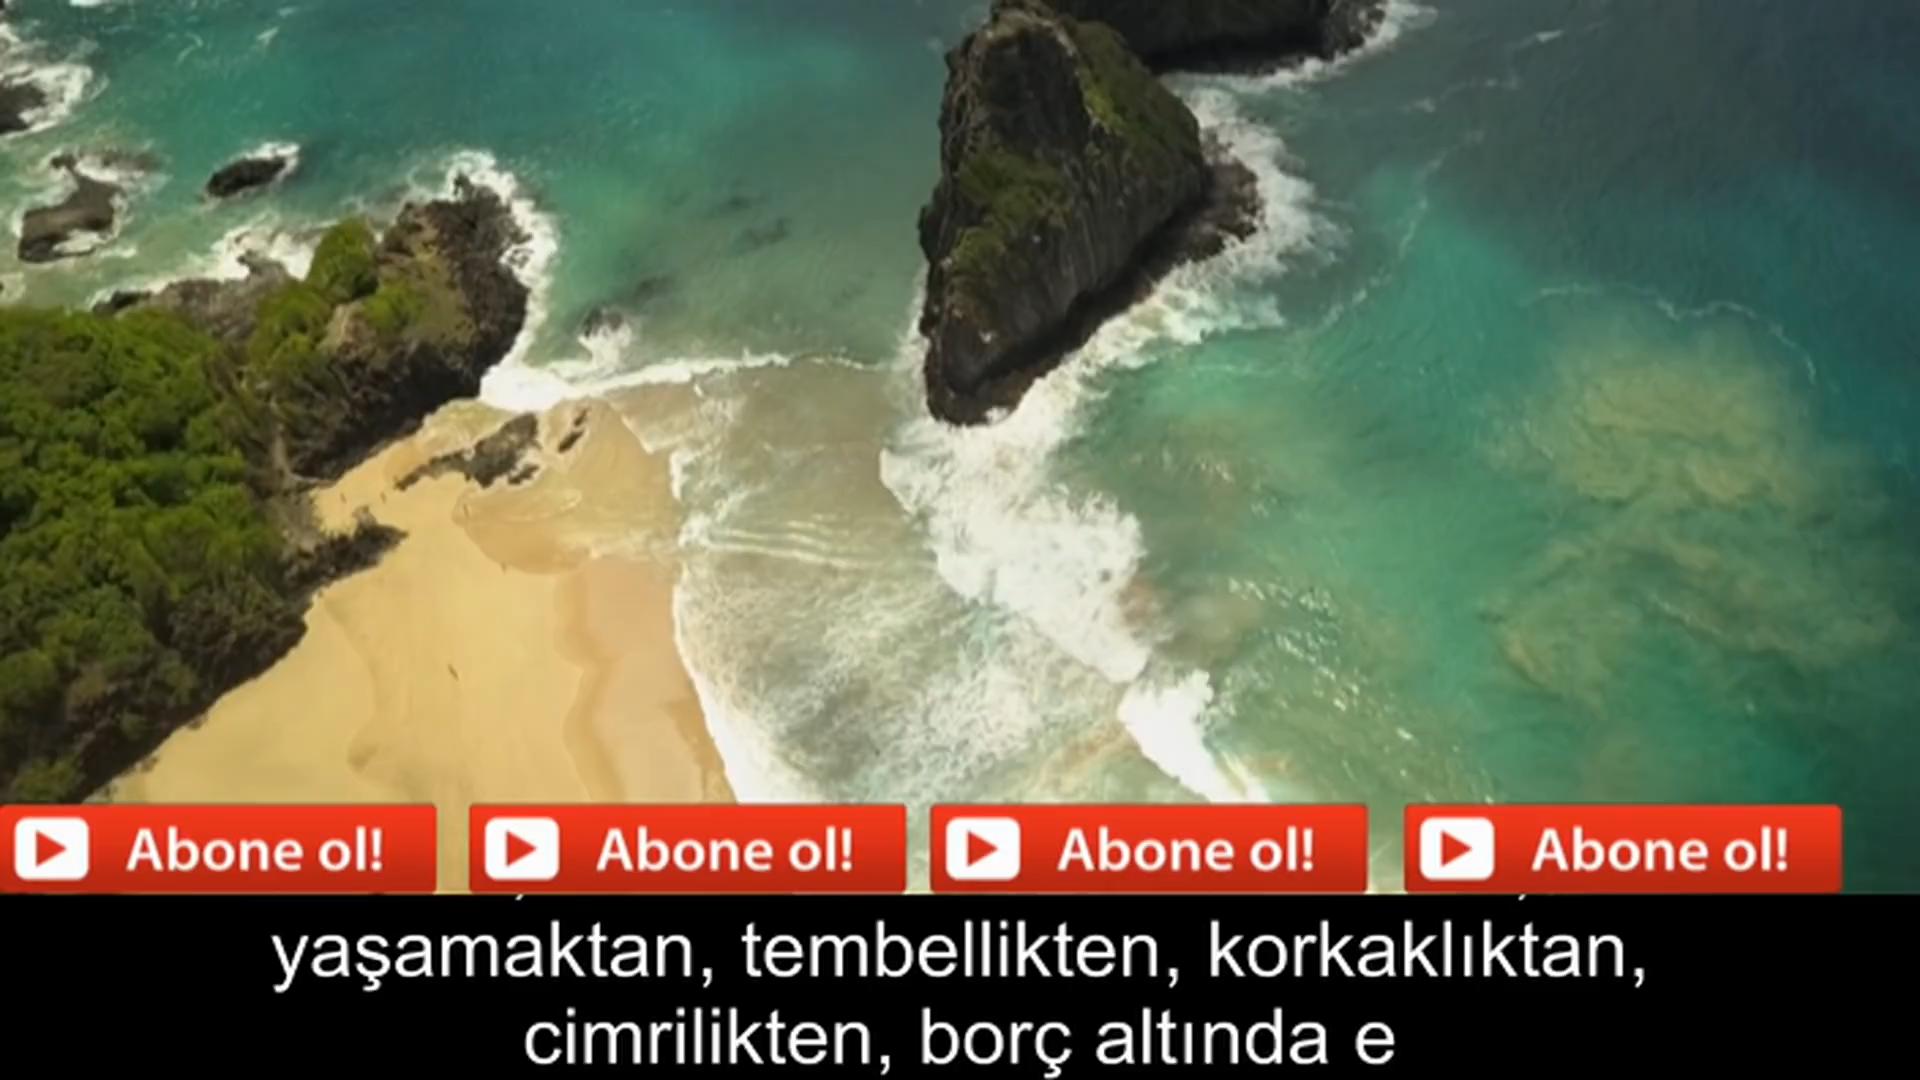 Abone ol! Abone ol! Abone ol! Abone ol!
yaşamaktan, tembellikten, korkaklıktan,
cimrilikten, borç altında e